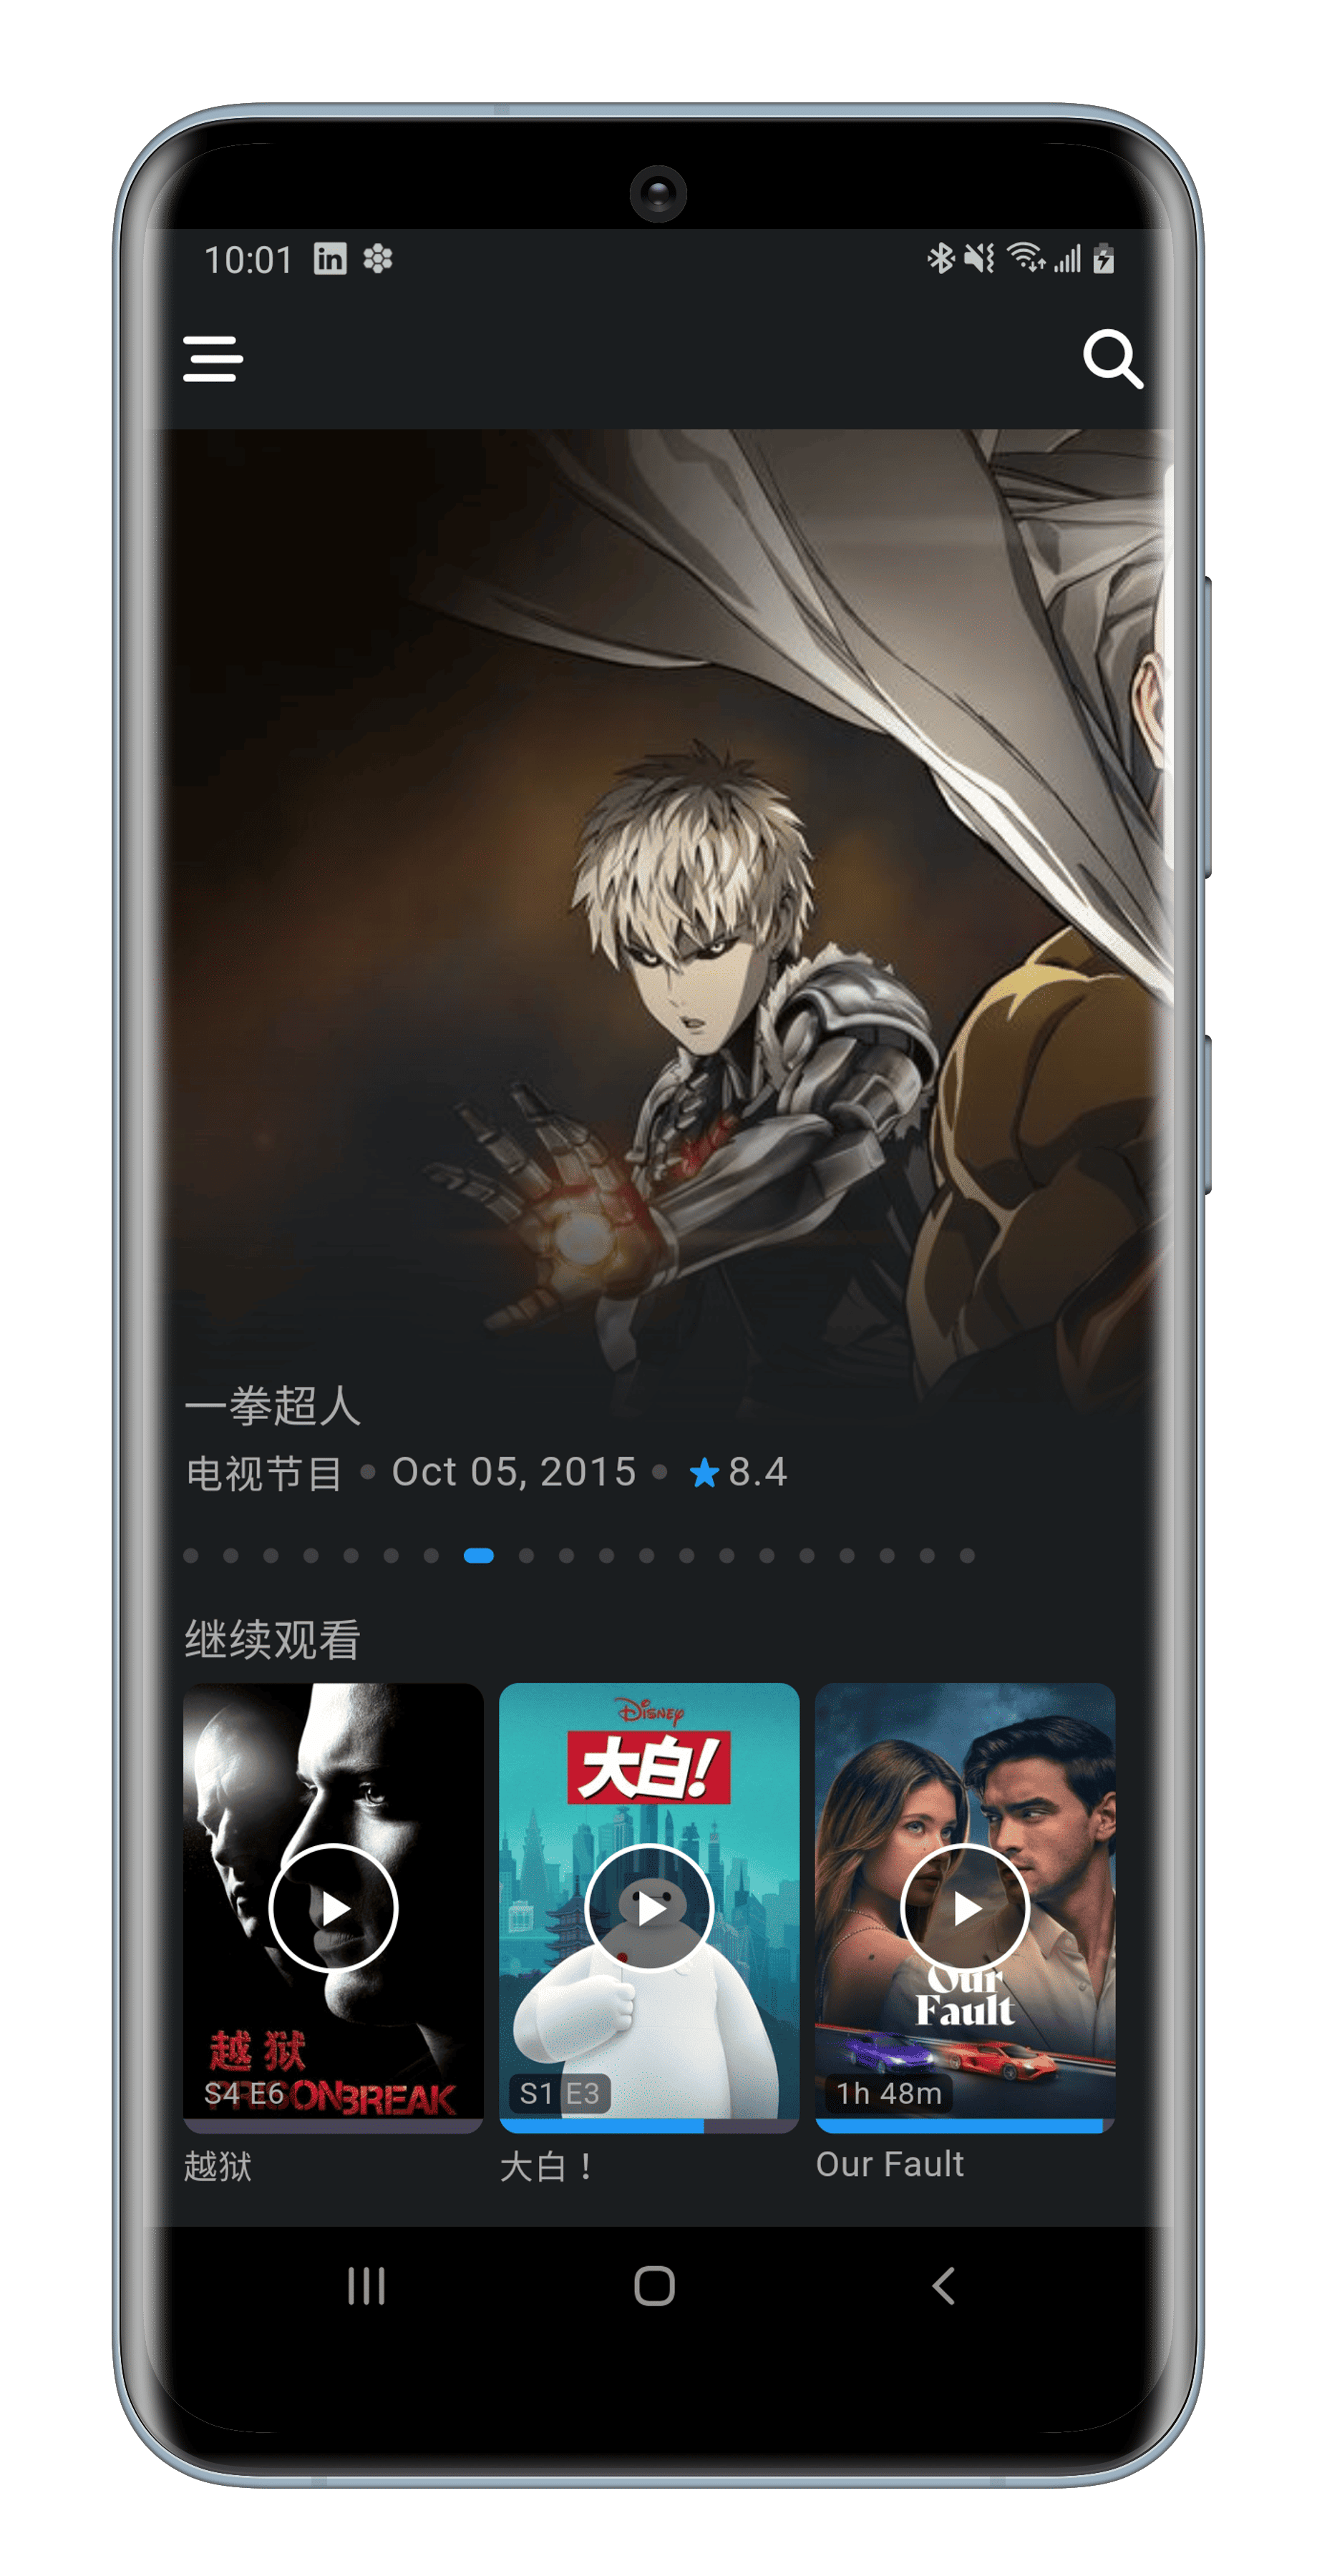 10:01
一拳超人
电视节目 • Oct 05, 2015 • ★8.4
继续观看
越狱
PRISON BREAK
S4 E6
越狱
DISNEY
大白!
S1 E3
大白！
Our
Fault
1h 48m
Our Fault